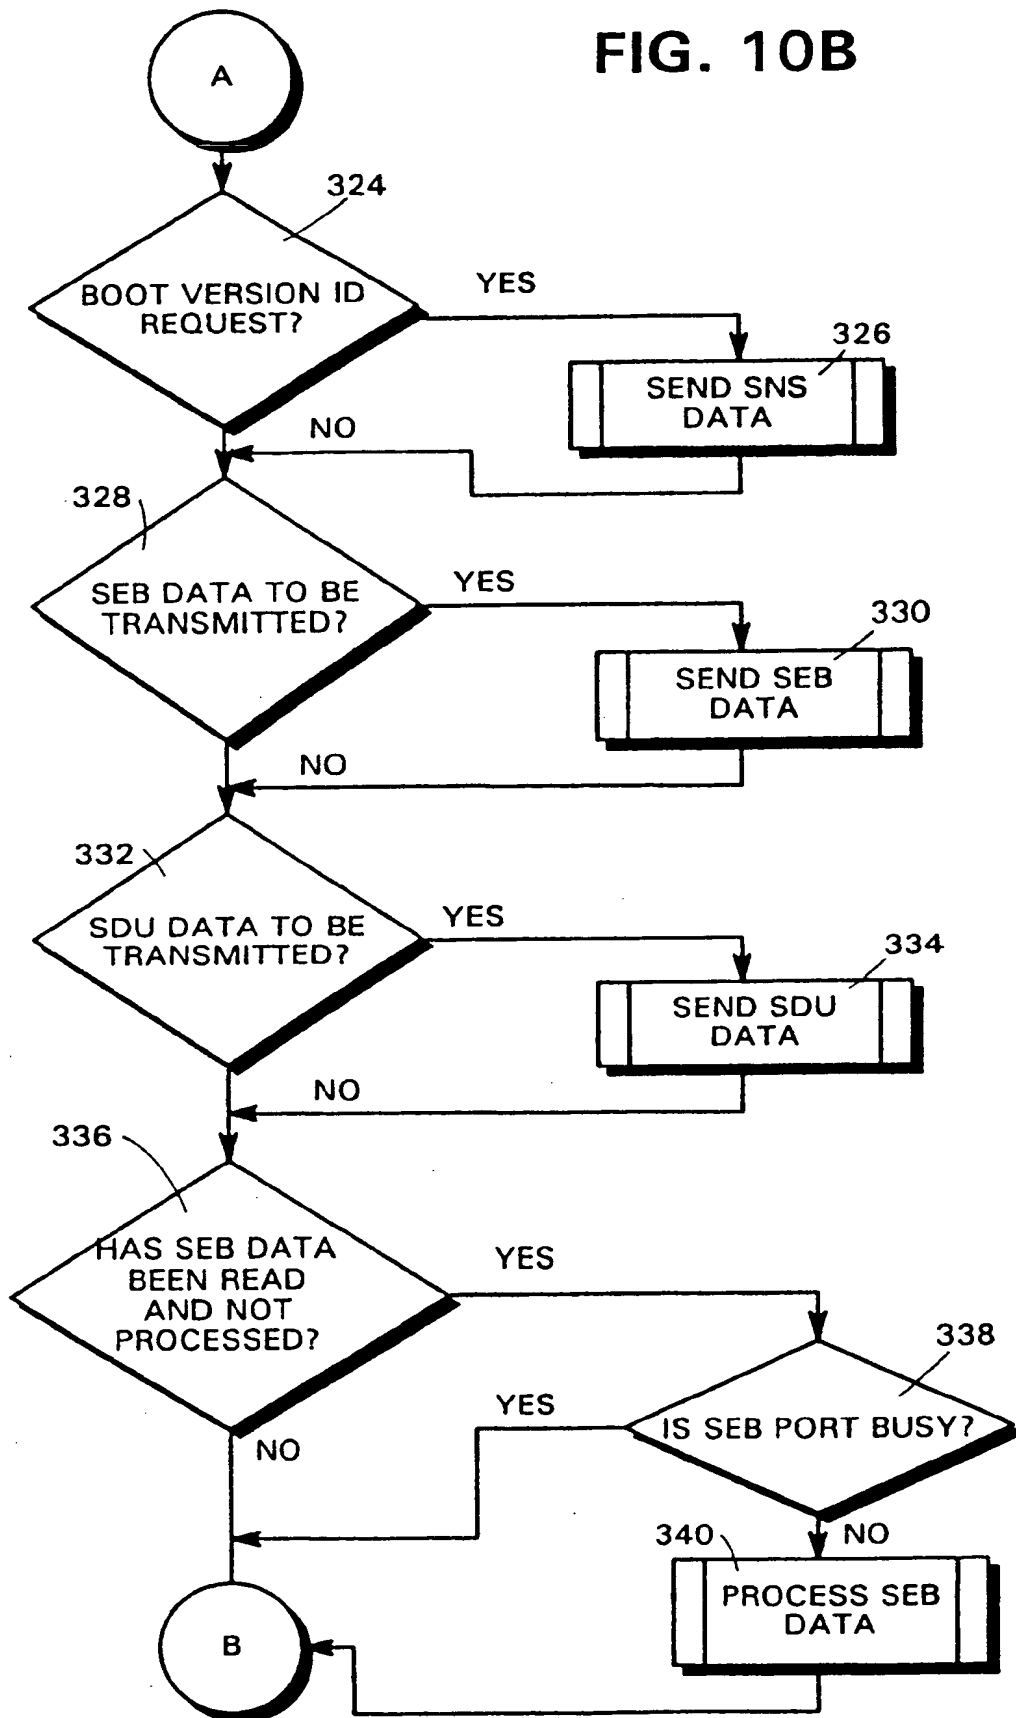 FIG. 10B
A
324
BOOT VERSION ID
REQUEST?
YES
326
SEND SNS
DATA
NO
328
SEB DATA TO BE
TRANSMITTED?
YES
330
SEND SEB
DATA
NO
332
SDU DATA TO BE
TRANSMITTED?
YES
334
SEND SDU
DATA
NO
336
HAS SEB DATA
BEEN READ
AND NOT
PROCESSED?
YES
338
IS SEB PORT BUSY?
YES
NO
NO
340
PROCESS SEB
DATA
B